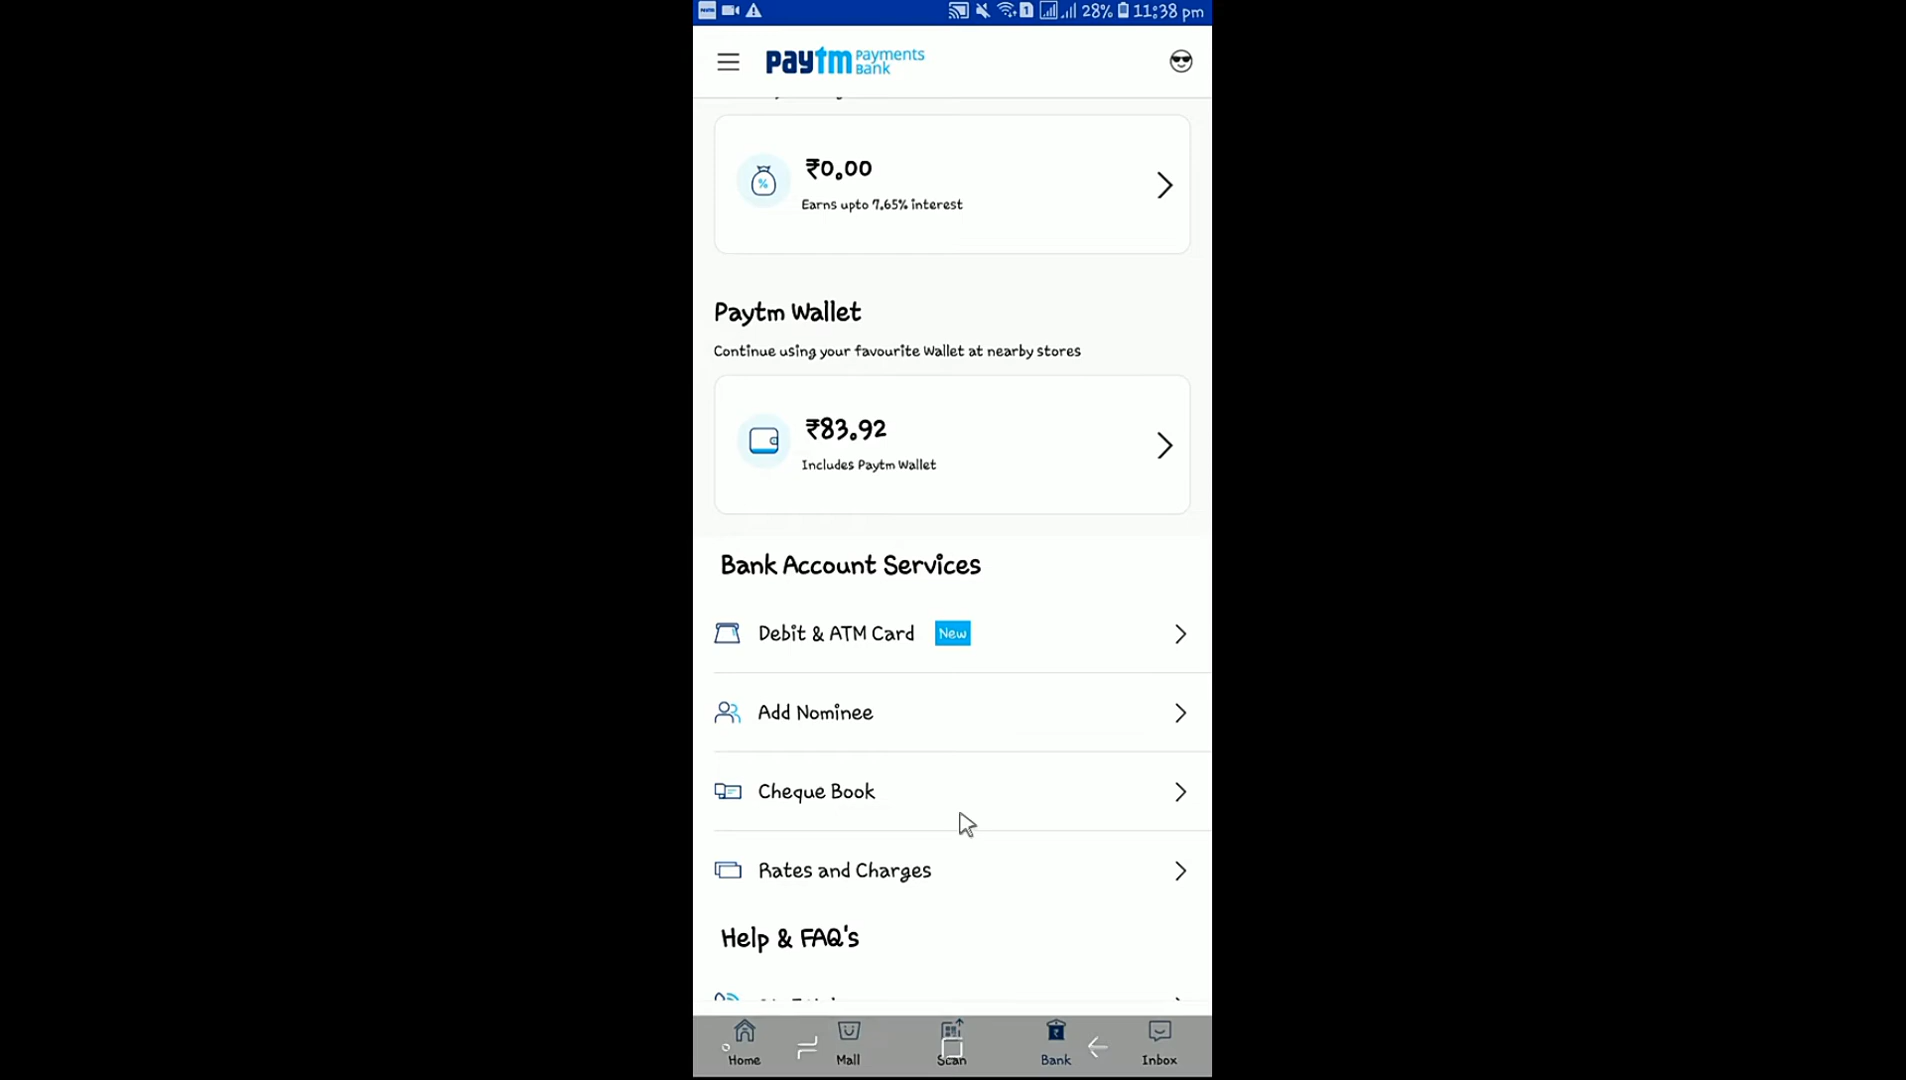 28% 11:38 pm
paytm Payments Bank
₹0.00
Earns upto 7.65% interest
Paytm Wallet
Continue using your favourite Wallet at nearby stores
₹83.92
Includes Paytm Wallet
Bank Account Services
Debit & ATM Card New
Add Nominee
Cheque Book
Rates and Charges
Help & FAQ's
Home Mall Scan Bank Inbox